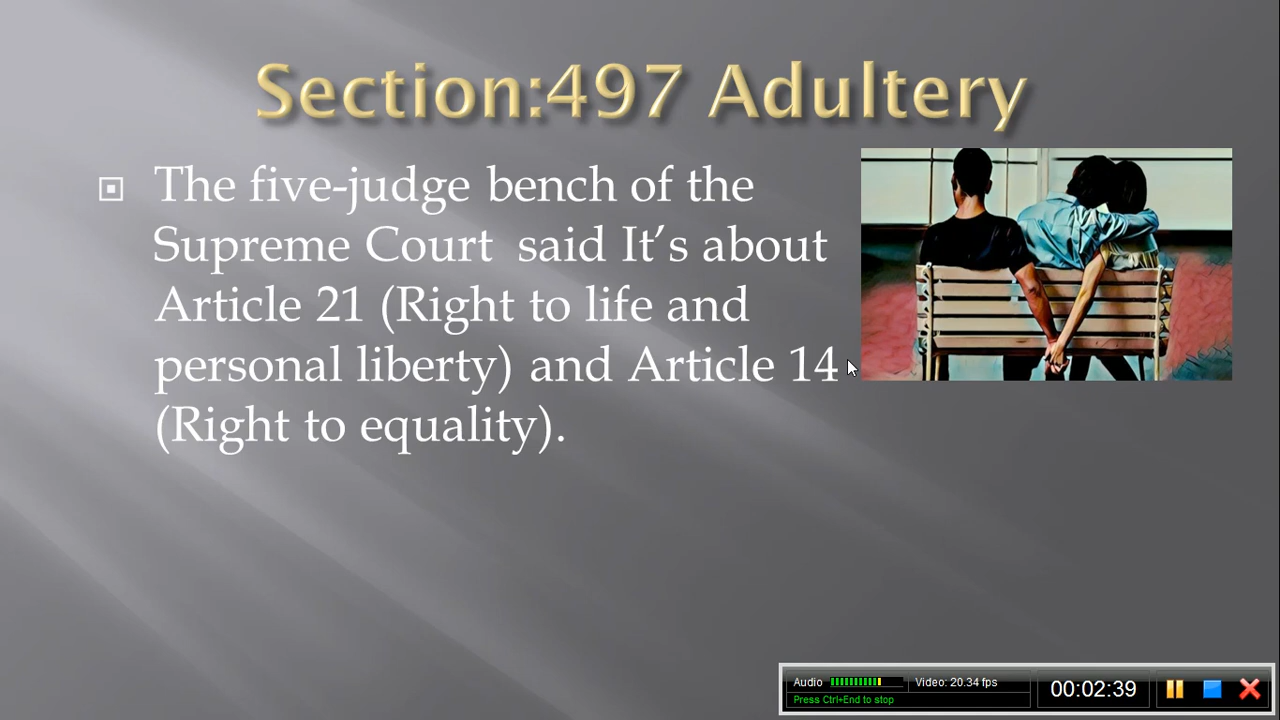 Section:497 Adultery
The five-judge bench of the
Supreme Court said It's about
Article 21 (Right to life and
personal liberty) and Article 14
(Right to equality).
Audio
Video: 20.34 fps
Press Ctrl+End to stop
00:02:39